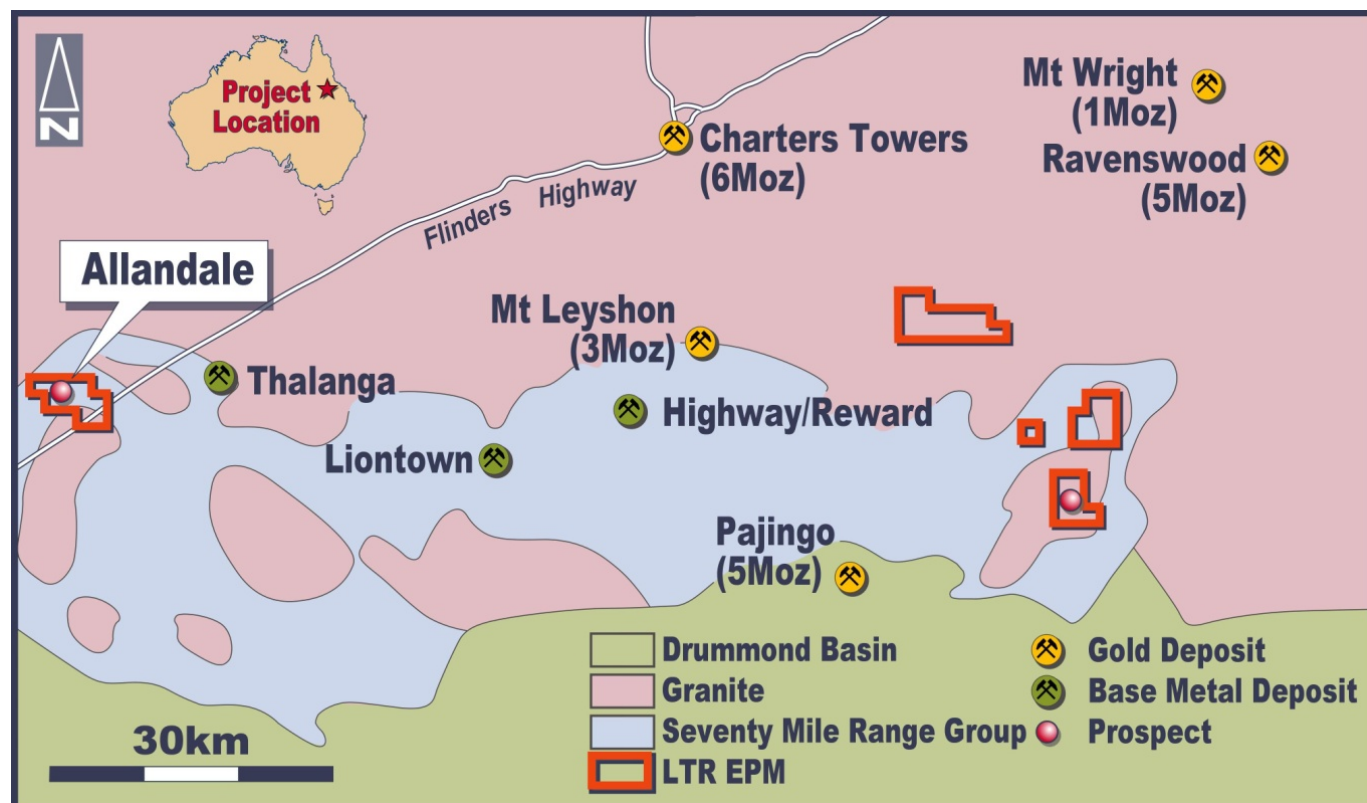 N
Project
Location
Mt Wright
(1Moz)
Ravenswood
(5Moz)
Charters Towers
(6Moz)
Flinders Highway
Allandale
Mt Leyshon
(3Moz)
Thalanga
Highway/Reward
Liontown
Pajingo
(5Moz)
Drummond Basin
Granite
Seventy Mile Range Group
LTR EPM
Gold Deposit
Base Metal Deposit
Prospect
30km